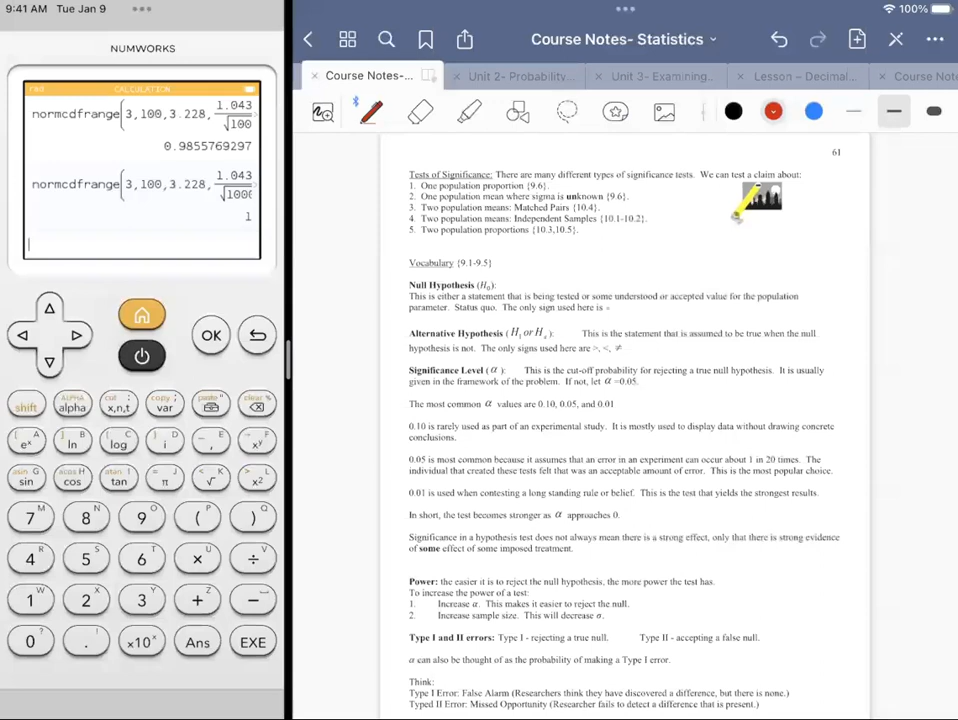 9:41 AM Tue Jan 9
100%
NUMWORKS
rad CALCULATION
normcdfrange(3,100,3.228, 1.043
√100
0.9855769297
normcdfrange(3,100,3.228, 1.043
√1000
1
OK
shift
ALPHA alpha
cut x,n,t
copy var
paste
clear
[ A eˣ
] B ln
{ C log
} D i
_ E ,
→ F xʸ
asin G sin
acos H cos
atan I tan
= J π
< K √
> L x²
7 M
8 N
9 O
( P
) Q
4 R
5 S
6 T
× U
÷ V
1 W
2 X
3 Y
+ Z
−
0 ?
. !
×10ˣ
Ans
EXE
Course Notes- Statistics
Course Notes-...
Unit 2- Probability...
Unit 3- Examining...
Lesson – Decimal...
Course Note
61
Tests of Significance: There are many different types of significance tests. We can test a claim about:
1. One population proportion {9.6}.
2. One population mean where sigma is unknown {9.6}.
3. Two population means: Matched Pairs {10.4}.
4. Two population means: Independent Samples {10.1-10.2}.
5. Two population proportions {10.3,10.5}.
Vocabulary {9.1-9.5}
Null Hypothesis (H₀):
This is either a statement that is being tested or some understood or accepted value for the population
parameter. Status quo. The only sign used here is =
Alternative Hypothesis ( H₁ or Hₐ ): This is the statement that is assumed to be true when the null
hypothesis is not. The only signs used here are >, <, ≠
Significance Level ( α ): This is the cut-off probability for rejecting a true null hypothesis. It is usually
given in the framework of the problem. If not, let α =0.05.
The most common α values are 0.10, 0.05, and 0.01
0.10 is rarely used as part of an experimental study. It is mostly used to display data without drawing concrete
conclusions.
0.05 is most common because it assumes that an error in an experiment can occur about 1 in 20 times. The
individual that created these tests felt that was an acceptable amount of error. This is the most popular choice.
0.01 is used when contesting a long standing rule or belief. This is the test that yields the strongest results.
In short, the test becomes stronger as α approaches 0.
Significance in a hypothesis test does not always mean there is a strong effect, only that there is strong evidence
of some effect of some imposed treatment.
Power: the easier it is to reject the null hypothesis, the more power the test has.
To increase the power of a test:
1. Increase α. This makes it easier to reject the null.
2. Increase sample size. This will decrease σ.
Type I and II errors: Type I - rejecting a true null. Type II - accepting a false null.
α can also be thought of as the probability of making a Type I error.
Think:
Type I Error: False Alarm (Researchers think they have discovered a difference, but there is none.)
Typed II Error: Missed Opportunity (Researcher fails to detect a difference that is present.)